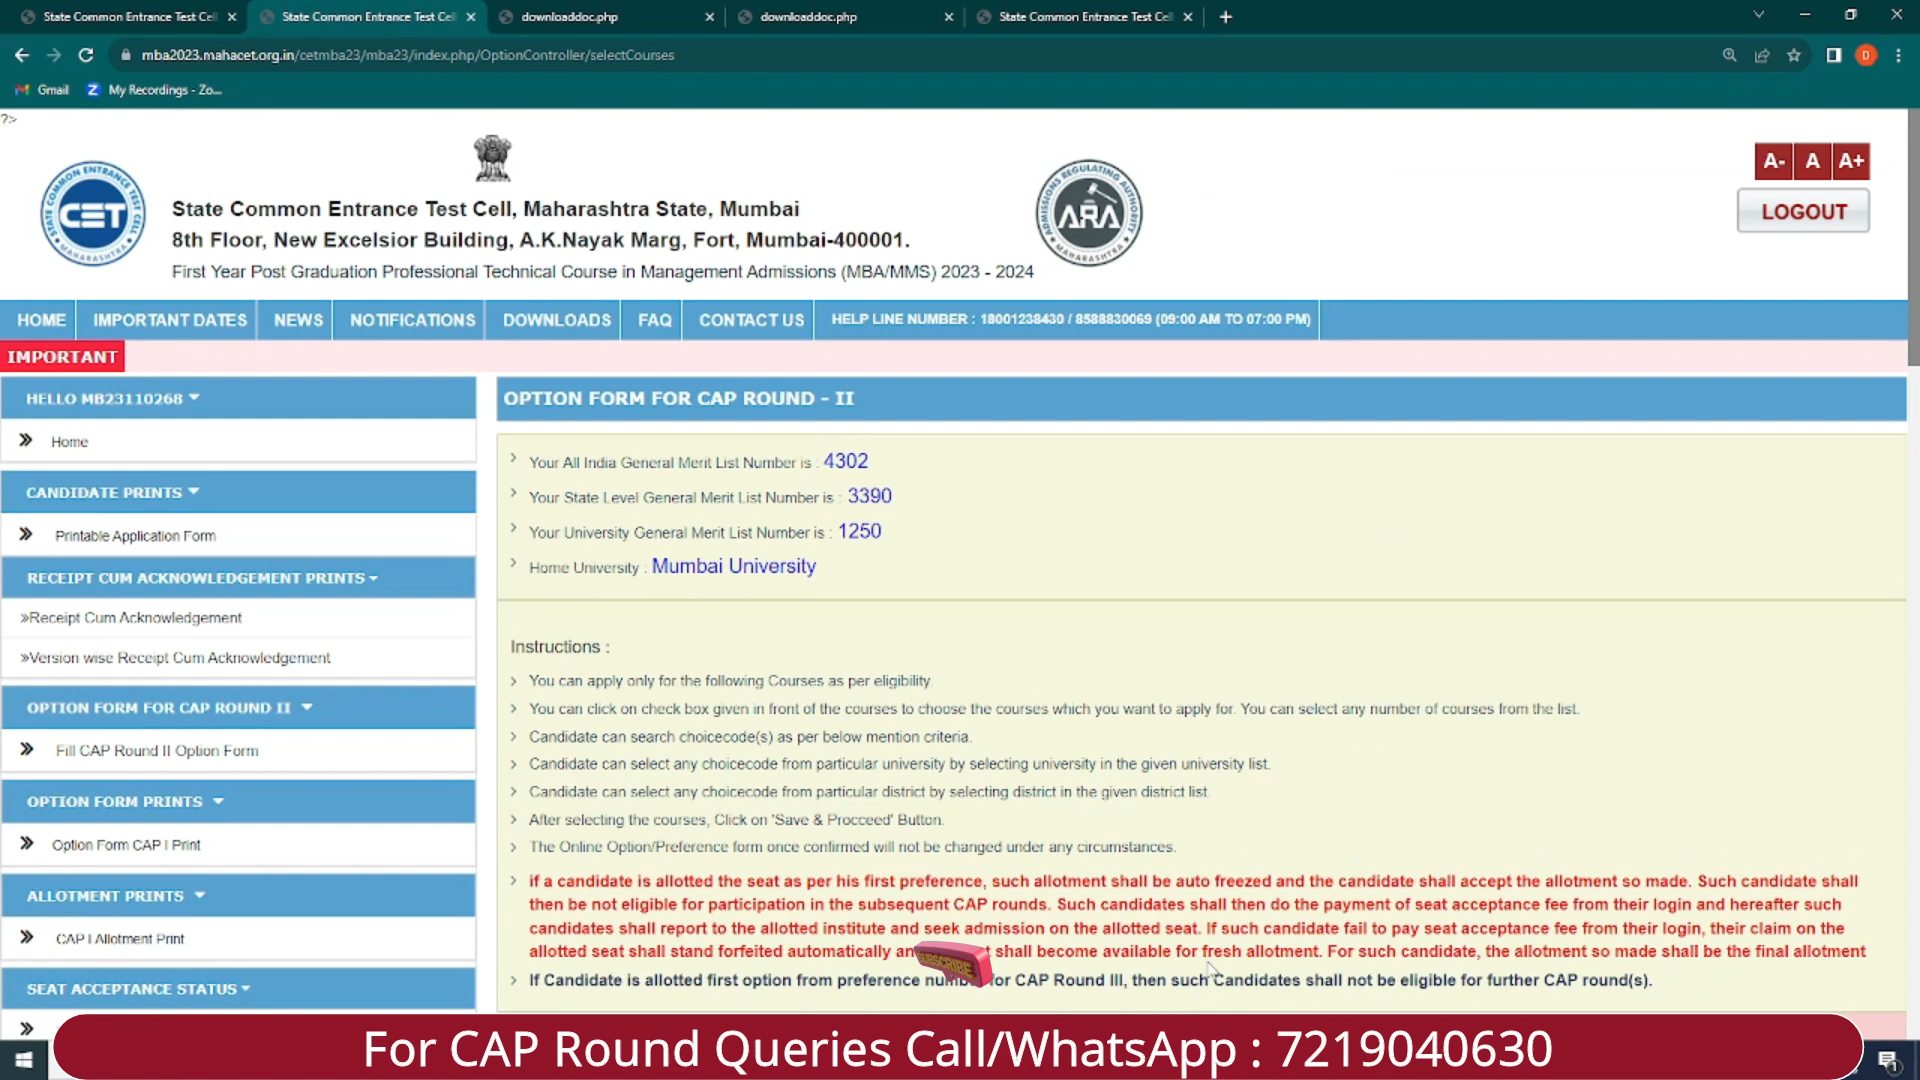 State Common Entrance Test Cel
State Common Entrance Test Cel
downloaddoc.php
downloaddoc.php
State Common Entrance Test Cel
mba2023.mahacet.org.in/cetmba23/mba23/index.php/OptionController/selectCourses
D
Gmail
My Recordings - Zo...
?>
STATE COMMON ENTRANCE TEST CELL
CET
MAHARASHTRA
ADMISSIONS REGULATING AUTHORITY
ARA
MAHARASHTRA
A-
A
A+
LOGOUT
State Common Entrance Test Cell, Maharashtra State, Mumbai
8th Floor, New Excelsior Building, A.K.Nayak Marg, Fort, Mumbai-400001.
First Year Post Graduation Professional Technical Course in Management Admissions (MBA/MMS) 2023 - 2024
HOME
IMPORTANT DATES
NEWS
NOTIFICATIONS
DOWNLOADS
FAQ
CONTACT US
HELP LINE NUMBER : 18001238430 / 8588830069 (09:00 AM TO 07:00 PM)
IMPORTANT
HELLO MB23110268
Home
CANDIDATE PRINTS
Printable Application Form
RECEIPT CUM ACKNOWLEDGEMENT PRINTS
»Receipt Cum Acknowledgement
»Version wise Receipt Cum Acknowledgement
OPTION FORM FOR CAP ROUND II
Fill CAP Round II Option Form
OPTION FORM PRINTS
Option Form CAP I Print
ALLOTMENT PRINTS
CAP I Allotment Print
SEAT ACCEPTANCE STATUS
OPTION FORM FOR CAP ROUND - II
Your All India General Merit List Number is : 4302
Your State Level General Merit List Number is : 3390
Your University General Merit List Number is : 1250
Home University : Mumbai University
Instructions :
You can apply only for the following Courses as per eligibility.
You can click on check box given in front of the courses to choose the courses which you want to apply for. You can select any number of courses from the list.
Candidate can search choicecode(s) as per below mention criteria.
Candidate can select any choicecode from particular university by selecting university in the given university list.
Candidate can select any choicecode from particular district by selecting district in the given district list.
After selecting the courses, Click on 'Save & Procceed' Button.
The Online Option/Preference form once confirmed will not be changed under any circumstances.
if a candidate is allotted the seat as per his first preference, such allotment shall be auto freezed and the candidate shall accept the allotment so made. Such candidate shall
then be not eligible for participation in the subsequent CAP rounds. Such candidates shall then do the payment of seat acceptance fee from their login and hereafter such
candidates shall report to the allotted institute and seek admission on the allotted seat. If such candidate fail to pay seat acceptance fee from their login, their claim on the
allotted seat shall stand forfeited automatically an shall become available for fresh allotment. For such candidate, the allotment so made shall be the final allotment
SUBSCRIBE
If Candidate is allotted first option from preference numb for CAP Round III, then such Candidates shall not be eligible for further CAP round(s).
For CAP Round Queries Call/WhatsApp : 7219040630
1